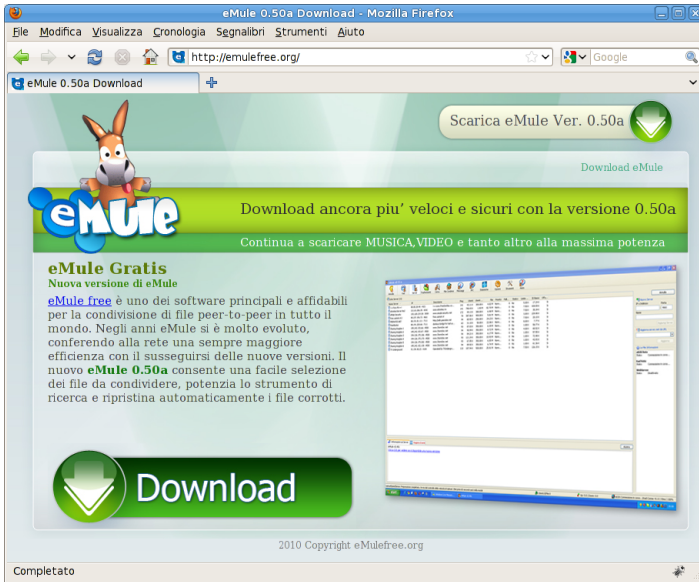 eMule 0.50a Download - Mozilla Firefox
File Modifica Visualizza Cronologia Segnalibri Strumenti Aiuto
http://emulefree.org/
Google
eMule 0.50a Download
Scarica eMule Ver. 0.50a
Download eMule
eMule
Download ancora piu' veloci e sicuri con la versione 0.50a
Continua a scaricare MUSICA,VIDEO e tanto altro alla massima potenza
eMule Gratis
Nuova versione di eMule
eMule free è uno dei software principali e affidabili
per la condivisione di file peer-to-peer in tutto il
mondo. Negli anni eMule si è molto evoluto,
conferendo alla rete una sempre maggiore
efficienza con il susseguirsi delle nuove versioni. Il
nuovo eMule 0.50a consente una facile selezione
dei file da condividere, potenzia lo strumento di
ricerca e ripristina automaticamente i file corrotti.
Download
2010 Copyright eMulefree.org
Completato